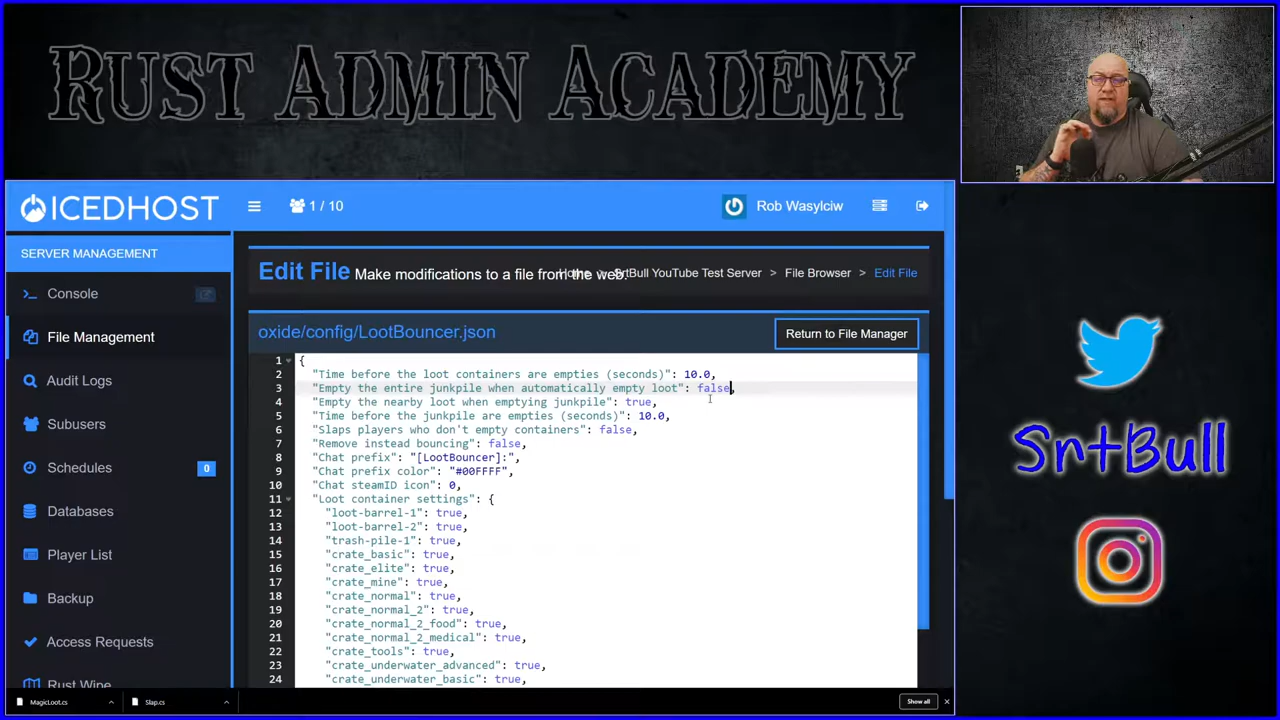 RUST ADMIN ACADEMY
ICEDHOST
1 / 10
Rob Wasylciw
SERVER MANAGEMENT
Console
File Management
Audit Logs
Subusers
Schedules
0
Databases
Player List
Backup
Access Requests
Rust Wipe
Edit File Make modifications to a file from the web.
> SntBull YouTube Test Server > File Browser > Edit File
oxide/config/LootBouncer.json
Return to File Manager
1 {
2 "Time before the loot containers are empties (seconds)": 10.0,
3 "Empty the entire junkpile when automatically empty loot": false,
4 "Empty the nearby loot when emptying junkpile": true,
5 "Time before the junkpile are empties (seconds)": 10.0,
6 "Slaps players who don't empty containers": false,
7 "Remove instead bouncing": false,
8 "Chat prefix": "[LootBouncer]:",
9 "Chat prefix color": "#00FFFF",
10 "Chat steamID icon": 0,
11 "Loot container settings": {
12 "loot-barrel-1": true,
13 "loot-barrel-2": true,
14 "trash-pile-1": true,
15 "crate_basic": true,
16 "crate_elite": true,
17 "crate_mine": true,
18 "crate_normal": true,
19 "crate_normal_2": true,
20 "crate_normal_2_food": true,
21 "crate_normal_2_medical": true,
22 "crate_tools": true,
23 "crate_underwater_advanced": true,
24 "crate_underwater_basic": true,
MagicLoot.cs
Slap.cs
Show all
SntBull